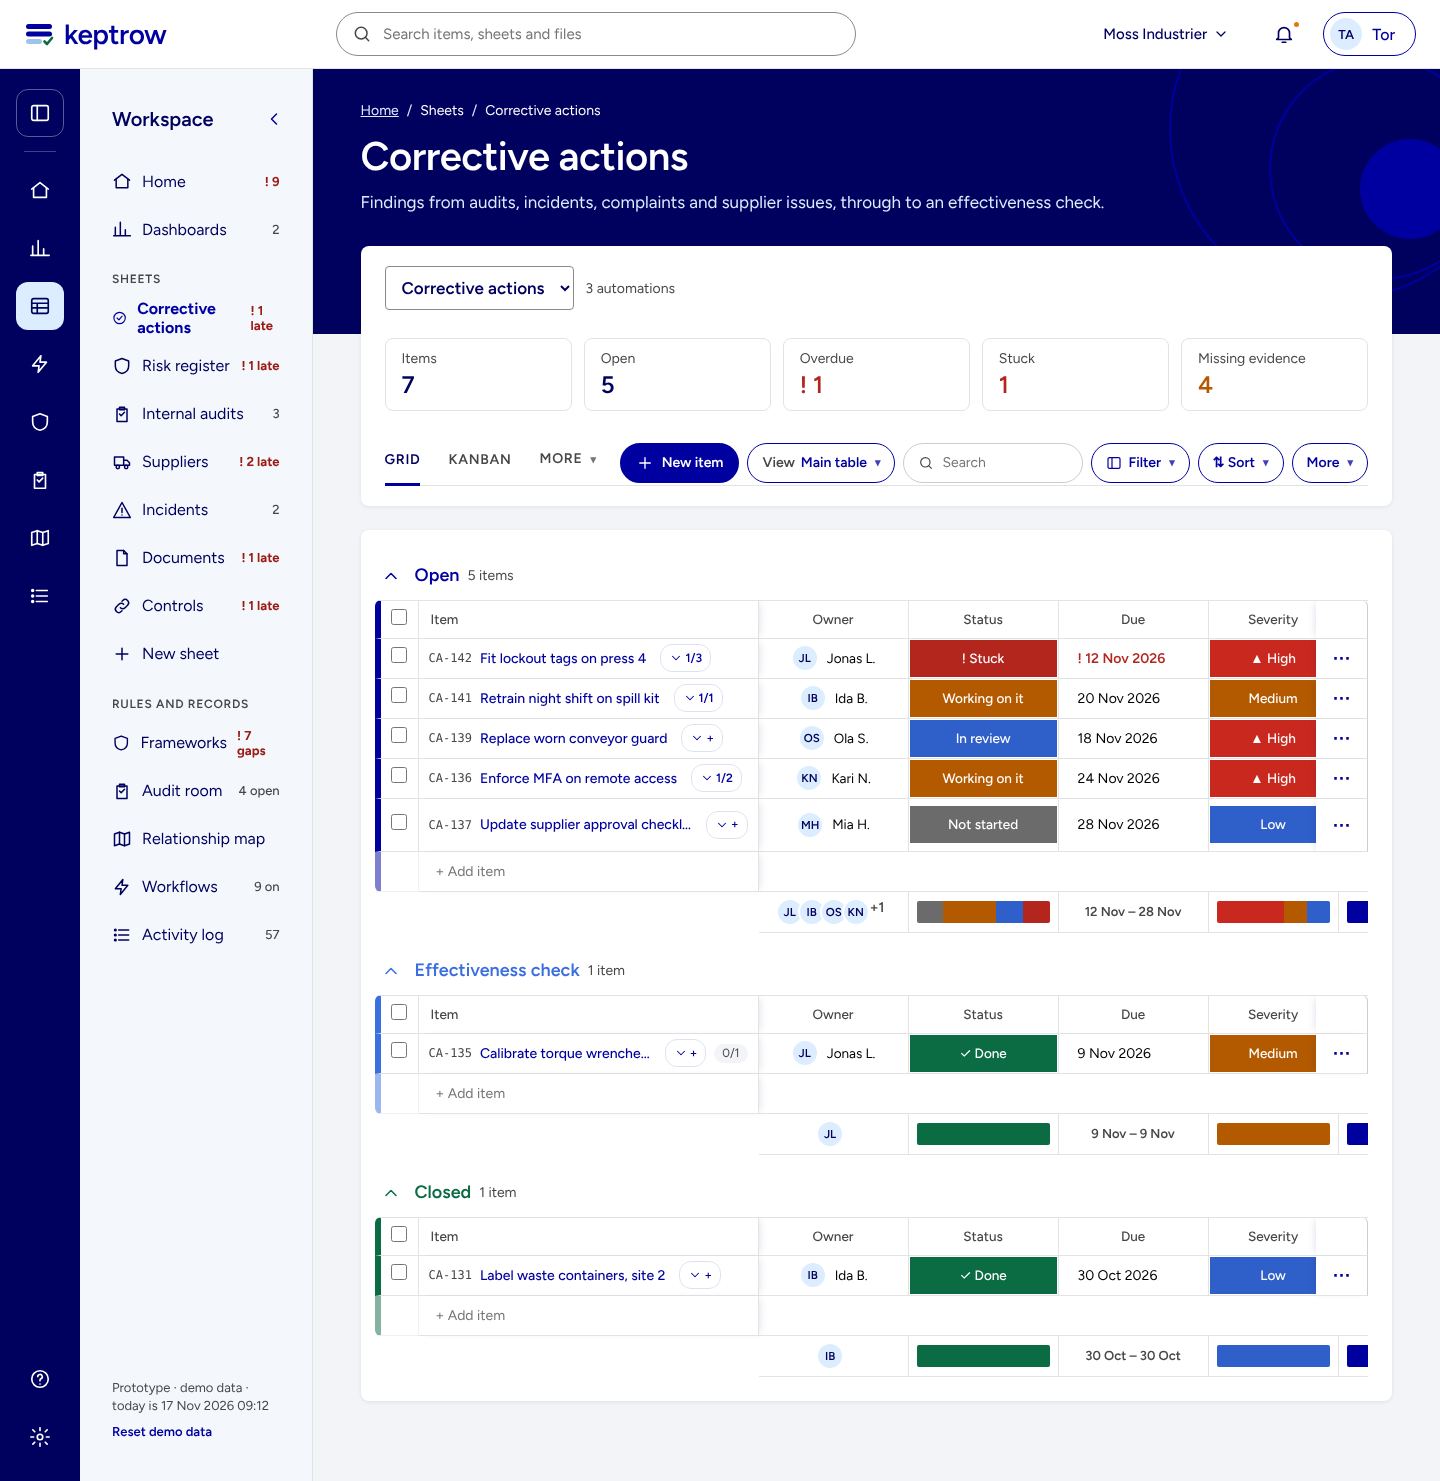 keptrow
Search items, sheets and files
Moss Industrier
TA Tor
Workspace
Home ! 9
Dashboards 2
SHEETS
Corrective actions ! 1 late
Risk register ! 1 late
Internal audits 3
Suppliers ! 2 late
Incidents 2
Documents ! 1 late
Controls ! 1 late
New sheet
RULES AND RECORDS
Frameworks ! 7 gaps
Audit room 4 open
Relationship map
Workflows 9 on
Activity log 57
Prototype · demo data ·
today is 17 Nov 2026 09:12
Reset demo data
Home / Sheets / Corrective actions
Corrective actions
Findings from audits, incidents, complaints and supplier issues, through to an effectiveness check.
Corrective actions 3 automations
Items Open Overdue Stuck Missing evidence
7 5 ! 1 1 4
GRID KANBAN MORE ▾ + New item View Main table ▾ Search Filter ▾ ⇅ Sort ▾ More ▾
Open 5 items
Item Owner Status Due Severity
CA-142 Fit lockout tags on press 4 1/3 JL Jonas L. ! Stuck ! 12 Nov 2026 ▲ High ···
CA-141 Retrain night shift on spill kit 1/1 IB Ida B. Working on it 20 Nov 2026 Medium ···
CA-139 Replace worn conveyor guard + OS Ola S. In review 18 Nov 2026 ▲ High ···
CA-136 Enforce MFA on remote access 1/2 KN Kari N. Working on it 24 Nov 2026 ▲ High ···
CA-137 Update supplier approval checkl... + MH Mia H. Not started 28 Nov 2026 Low ···
+ Add item
JL IB OS KN +1 12 Nov – 28 Nov
Effectiveness check 1 item
Item Owner Status Due Severity
CA-135 Calibrate torque wrenche... + 0/1 JL Jonas L. ✓ Done 9 Nov 2026 Medium ···
+ Add item
JL 9 Nov – 9 Nov
Closed 1 item
Item Owner Status Due Severity
CA-131 Label waste containers, site 2 + IB Ida B. ✓ Done 30 Oct 2026 Low ···
+ Add item
IB 30 Oct – 30 Oct